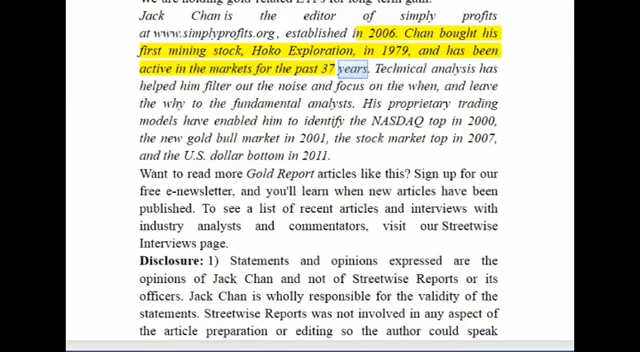 We are holding gold related ETFs for long-term gain.
Jack Chan is the editor of simply profits
at www.simplyprofits.org, established in 2006. Chan bought his
first mining stock, Hoko Exploration, in 1979, and has been
active in the markets for the past 37 years. Technical analysis has
helped him filter out the noise and focus on the when, and leave
the why to the fundamental analysts. His proprietary trading
models have enabled him to identify the NASDAQ top in 2000,
the new gold bull market in 2001, the stock market top in 2007,
and the U.S. dollar bottom in 2011.
Want to read more Gold Report articles like this? Sign up for our
free e-newsletter, and you'll learn when new articles have been
published. To see a list of recent articles and interviews with
industry analysts and commentators, visit our Streetwise
Interviews page.
Disclosure: 1) Statements and opinions expressed are the
opinions of Jack Chan and not of Streetwise Reports or its
officers. Jack Chan is wholly responsible for the validity of the
statements. Streetwise Reports was not involved in any aspect of
the article preparation or editing so the author could speak